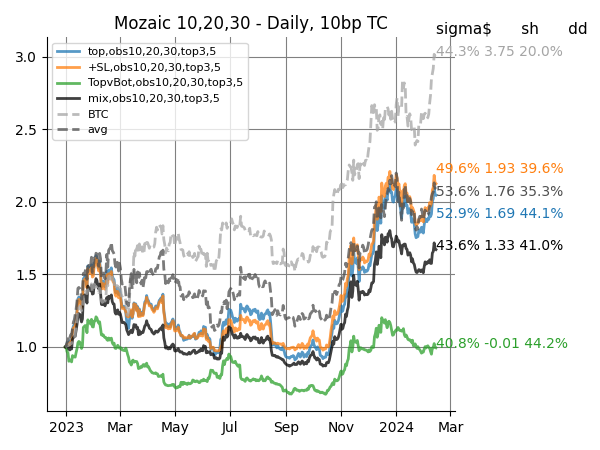 Mozaic 10,20,30 - Daily, 10bp TC
sigma$ sh dd
top,obs10,20,30,top3,5
+SL,obs10,20,30,top3,5
TopvBot,obs10,20,30,top3,5
mix,obs10,20,30,top3,5
BTC
avg
44.3% 3.75 20.0%
49.6% 1.93 39.6%
53.6% 1.76 35.3%
52.9% 1.69 44.1%
43.6% 1.33 41.0%
40.8% -0.01 44.2%
3.0
2.5
2.0
1.5
1.0
2023 Mar May Jul Sep Nov 2024 Mar